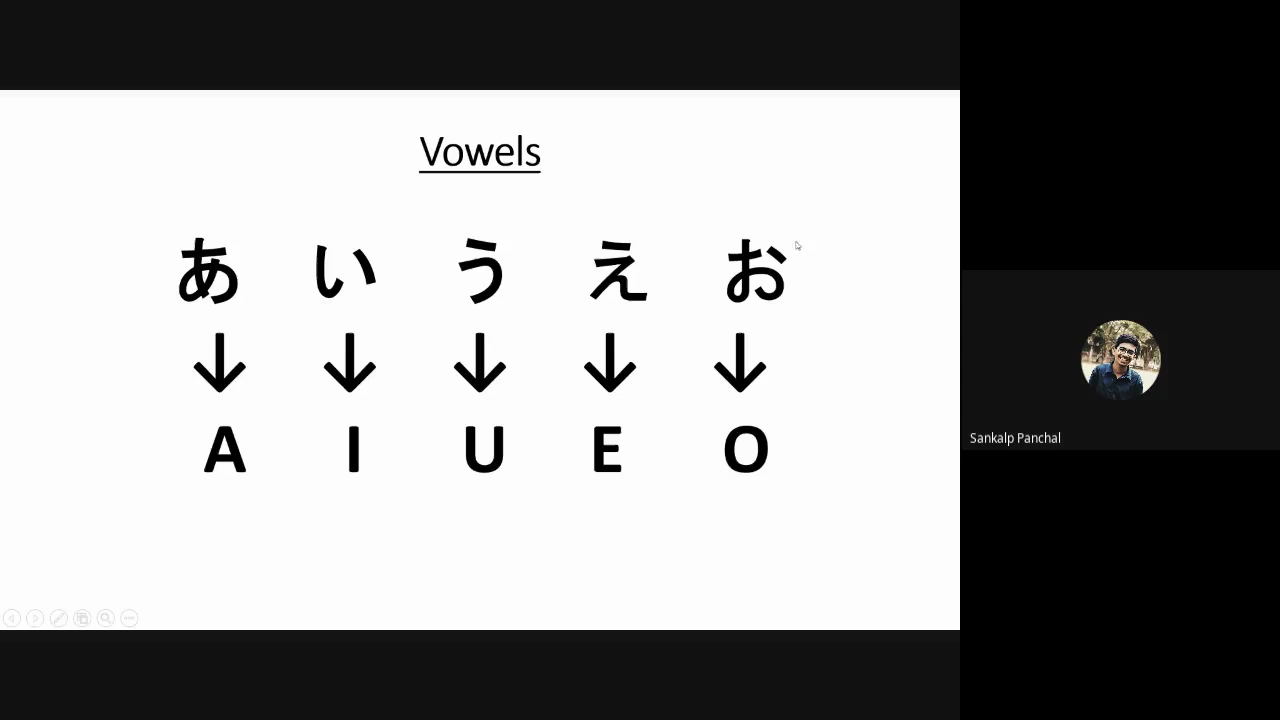 Vowels
あ い う え お
↓ ↓ ↓ ↓ ↓
A I U E O
Sankalp Panchal